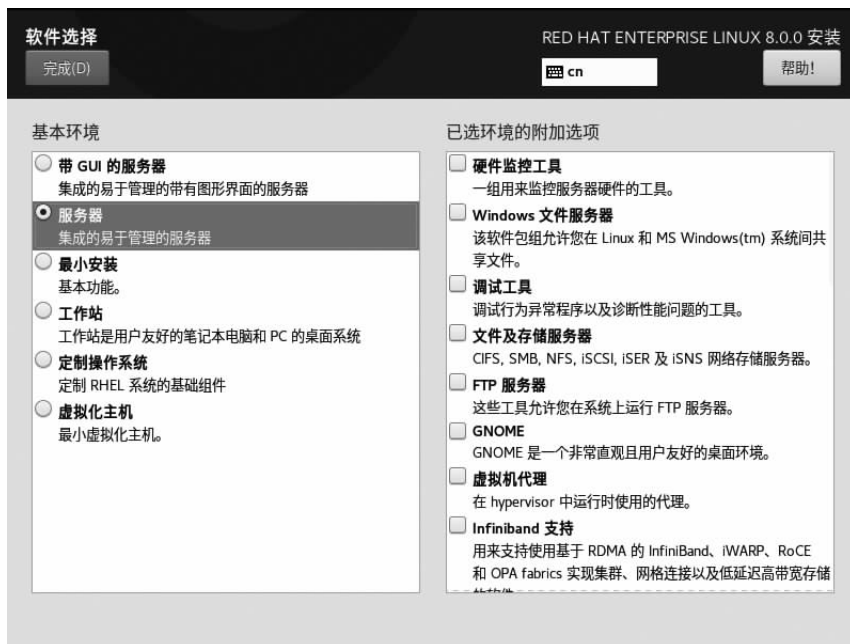 软件选择
RED HAT ENTERPRISE LINUX 8.0.0 安装
完成(D)
cn
帮助!
基本环境
带 GUI 的服务器
集成的易于管理的带有图形界面的服务器
服务器
集成的易于管理的服务器
最小安装
基本功能。
工作站
工作站是用户友好的笔记本电脑和 PC 的桌面系统
定制操作系统
定制 RHEL 系统的基础组件
虚拟化主机
最小虚拟化主机。
已选环境的附加选项
硬件监控工具
一组用来监控服务器硬件的工具。
Windows 文件服务器
该软件包组允许您在 Linux 和 MS Windows(tm) 系统间共
享文件。
调试工具
调试行为异常程序以及诊断性能问题的工具。
文件及存储服务器
CIFS, SMB, NFS, iSCSI, iSER 及 iSNS 网络存储服务器。
FTP 服务器
这些工具允许您在系统上运行 FTP 服务器。
GNOME
GNOME 是一个非常直观且用户友好的桌面环境。
虚拟机代理
在 hypervisor 中运行时使用的代理。
Infiniband 支持
用来支持使用基于 RDMA 的 InfiniBand、iWARP、RoCE
和 OPA fabrics 实现集群、网格连接以及低延迟高带宽存储